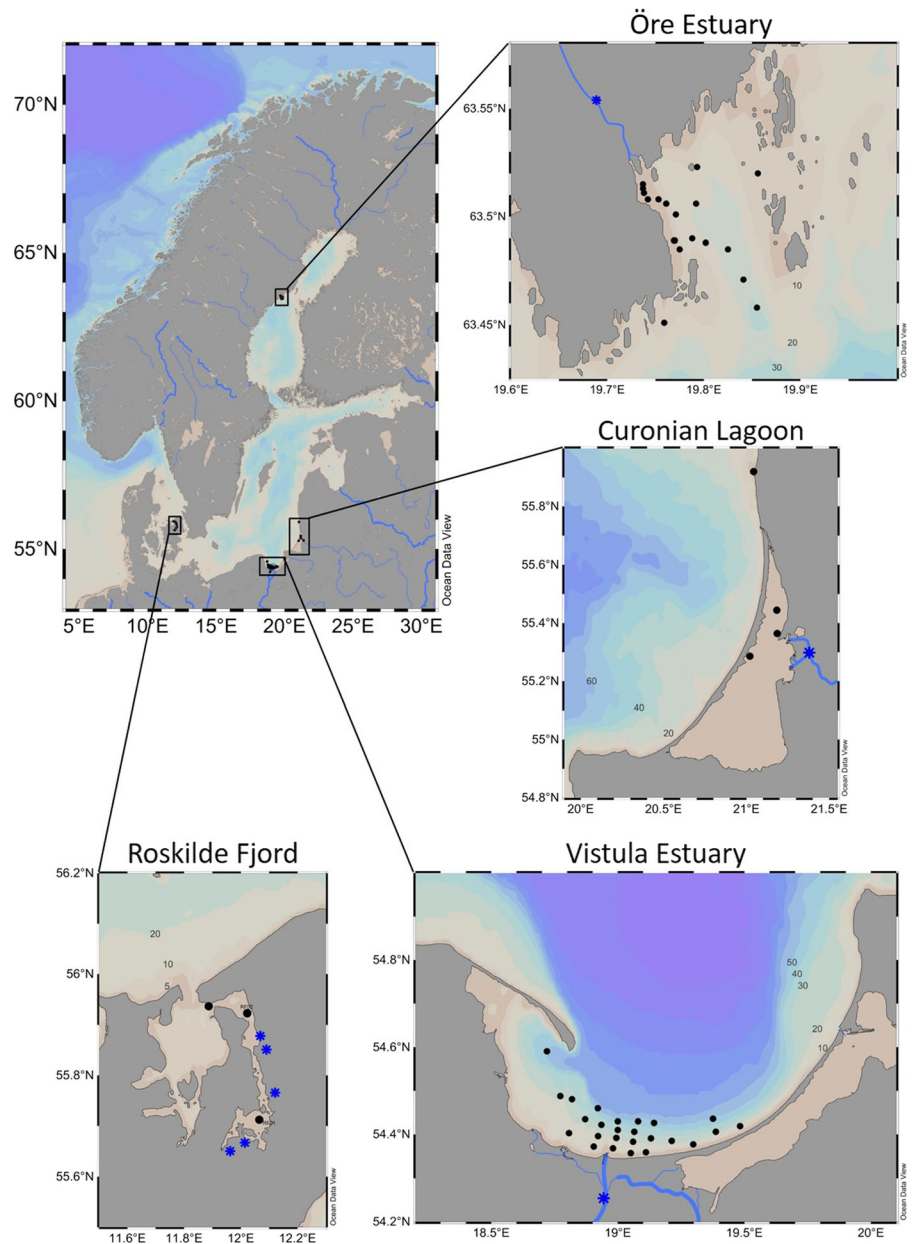 Öre Estuary
70°N
65°N
60°N
55°N
5°E 10°E 15°E 20°E 25°E 30°E
Ocean Data View
63.55°N
63.5°N
63.45°N
10
20
30
19.6°E 19.7°E 19.8°E 19.9°E
Ocean Data View
Curonian Lagoon
55.8°N
55.6°N
55.4°N
55.2°N
55°N
54.8°N
60
40
20
20°E 20.5°E 21°E 21.5°E
Ocean Data View
Roskilde Fjord
56.2°N
56°N
55.8°N
55.6°N
20
10
5
11.6°E 11.8°E 12°E 12.2°E
Ocean Data View
Vistula Estuary
54.8°N
54.6°N
54.4°N
54.2°N
50
40
30
20
10
18.5°E 19°E 19.5°E 20°E
Ocean Data View